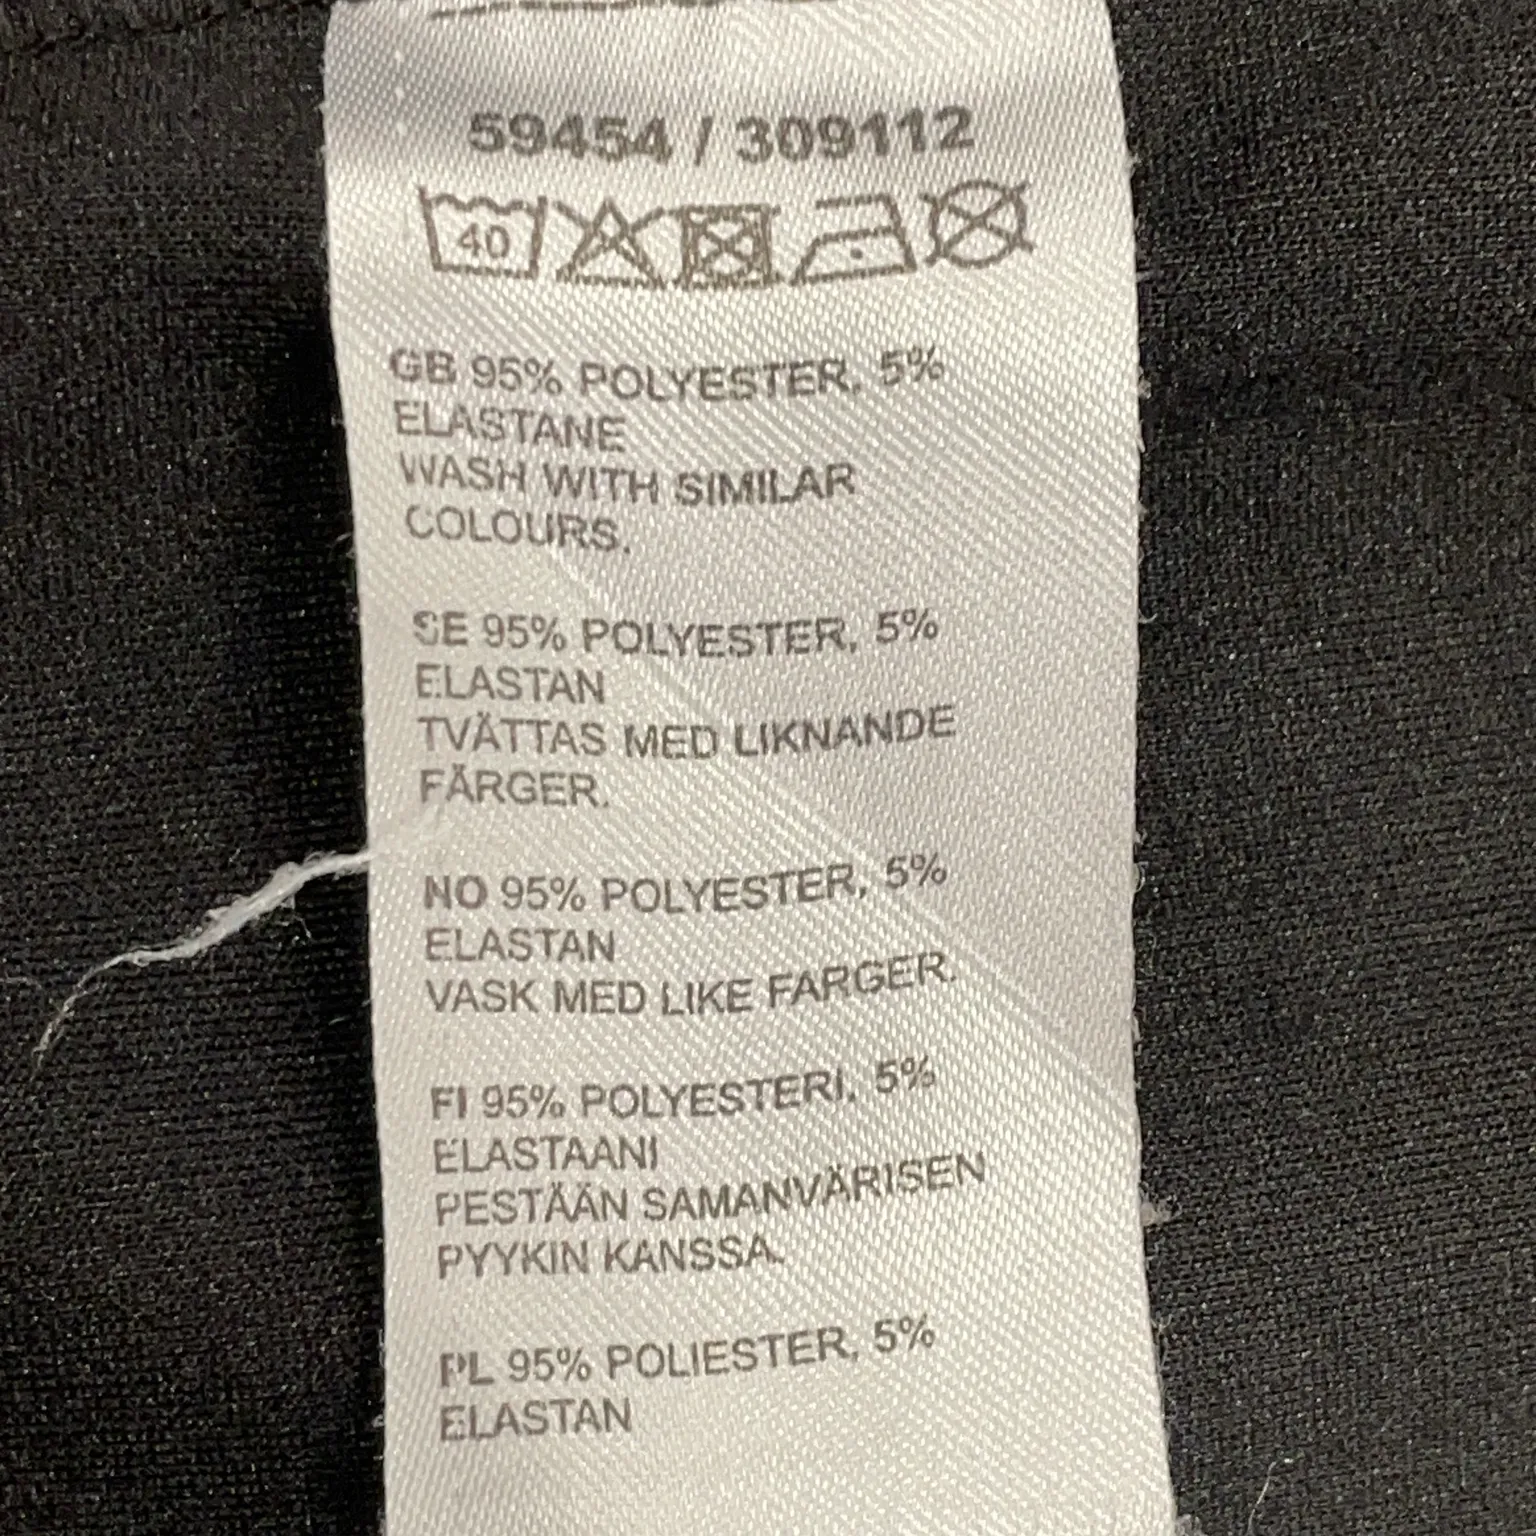 59454 / 309112
40
GB 95% POLYESTER, 5%
ELASTANE
WASH WITH SIMILAR
COLOURS.
SE 95% POLYESTER, 5%
ELASTAN
TVÄTTAS MED LIKNANDE
FÄRGER.
NO 95% POLYESTER, 5%
ELASTAN
VASK MED LIKE FARGER.
FI 95% POLYESTERI, 5%
ELASTAANI
PESTÄÄN SAMANVÄRISEN
PYYKIN KANSSA.
PL 95% POLIESTER, 5%
ELASTAN